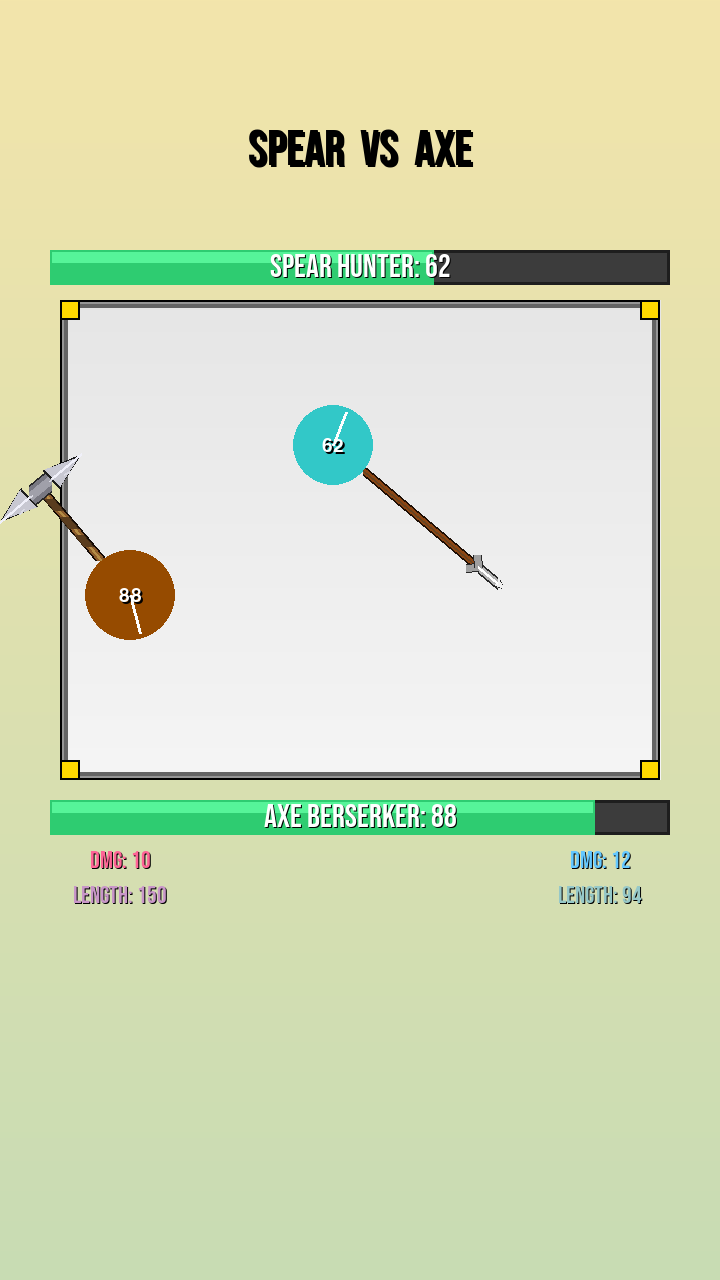 SPEAR VS AXE
SPEAR HUNTER: 62
62
88
AXE BERSERKER: 88
DMG: 10
DMG: 12
LENGTH: 150
LENGTH: 94